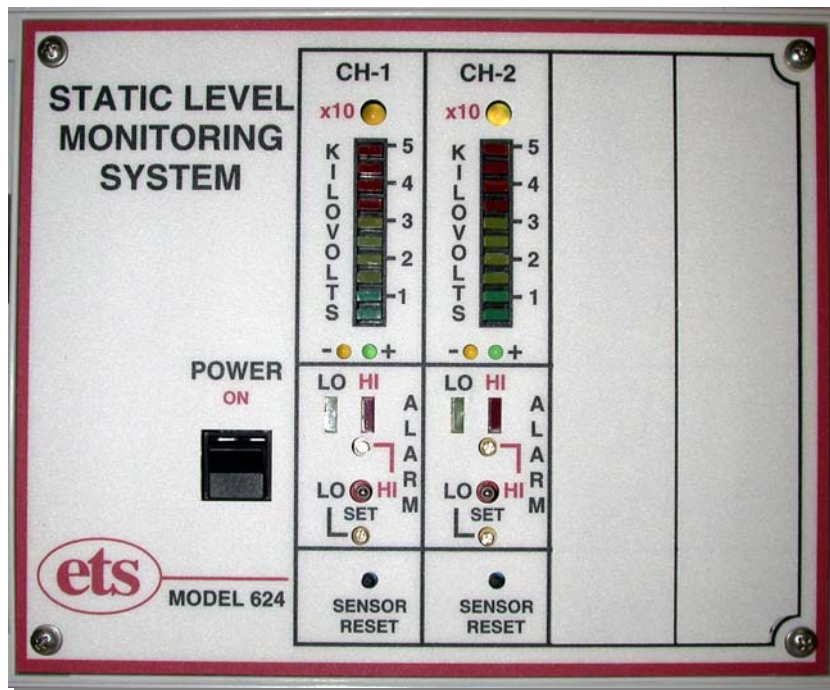 STATIC LEVEL
MONITORING
SYSTEM
POWER
ON
ets
MODEL 624
CH-1
x10
KILOVOLTS
5
4
3
2
1
- +
LO HI
ALARM
LO HI
SET
SENSOR
RESET
CH-2
x10
KILOVOLTS
5
4
3
2
1
- +
LO HI
ALARM
LO HI
SET
SENSOR
RESET